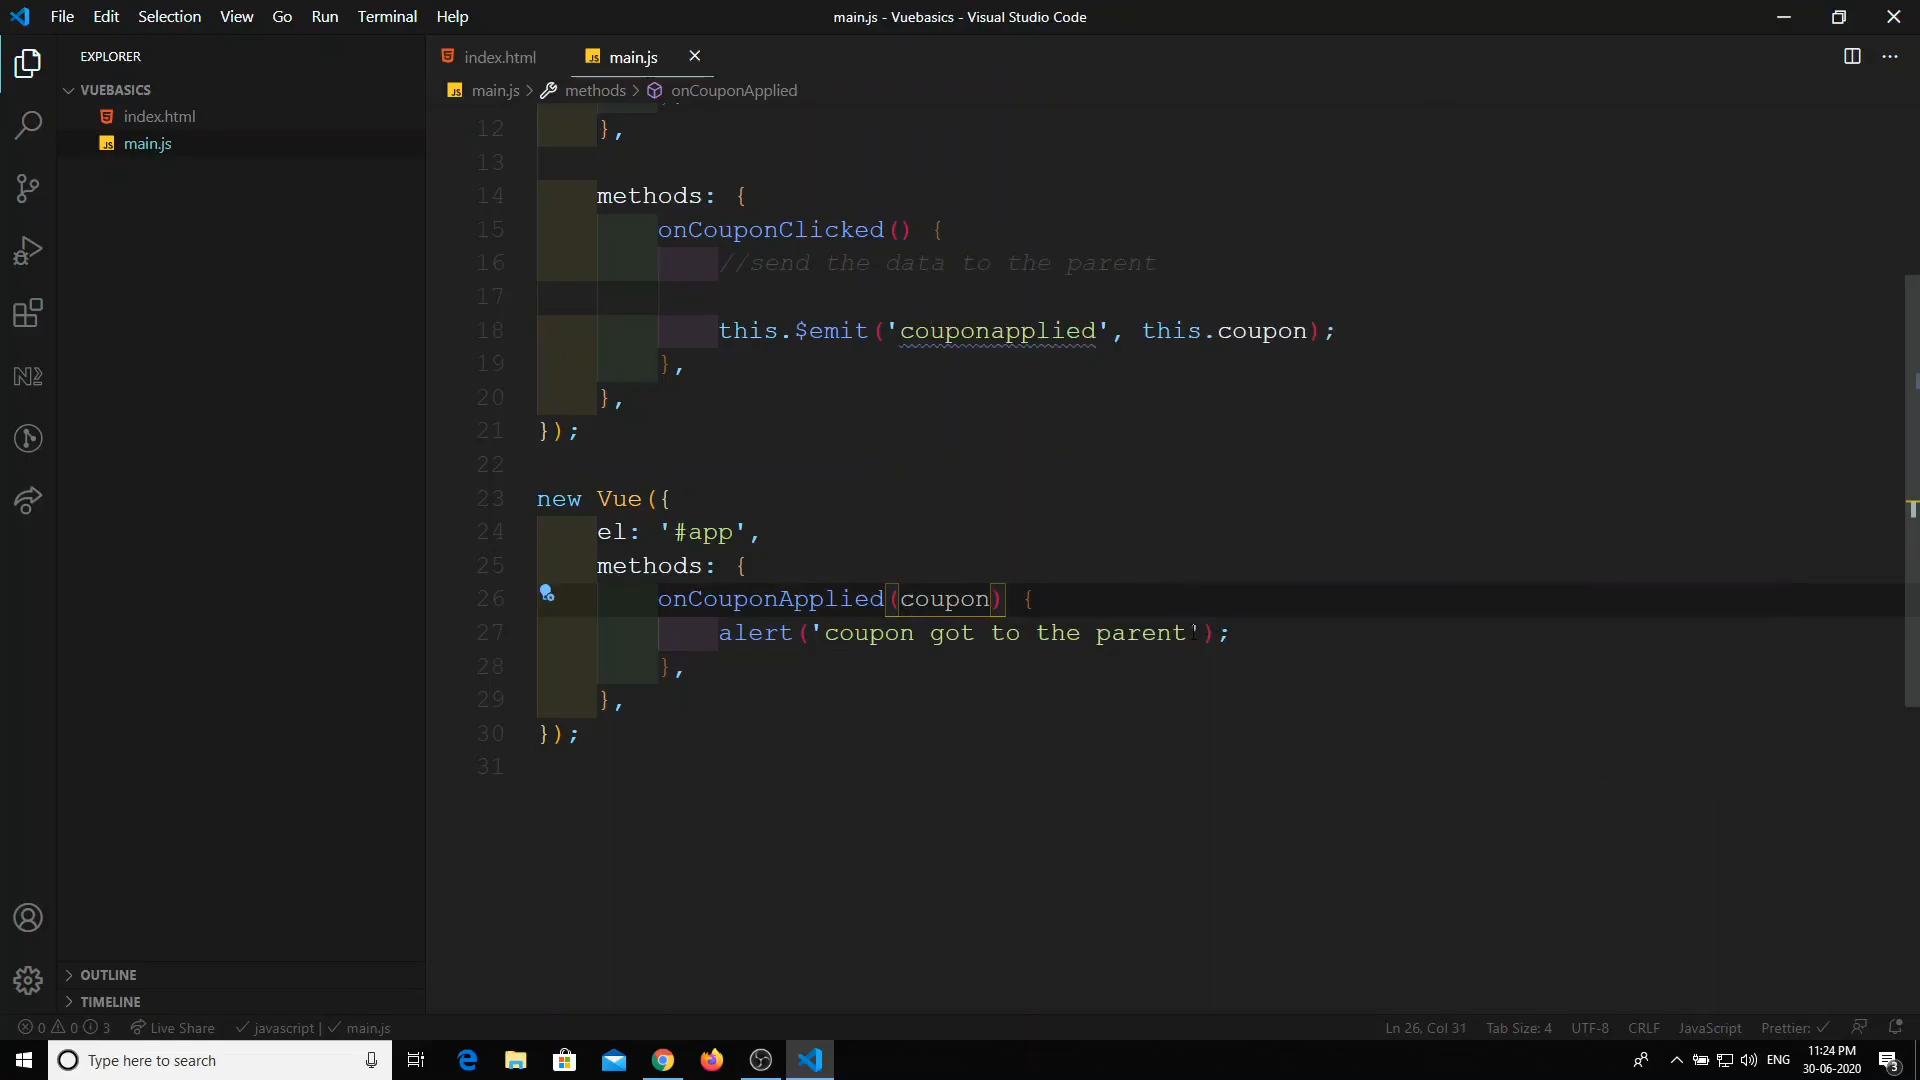 File Edit Selection View Go Run Terminal Help
main.js - Vuebasics - Visual Studio Code
EXPLORER
VUEBASICS
index.html
main.js
index.html
main.js
main.js > methods > onCouponApplied
12 },
13
14 methods: {
15 onCouponClicked() {
16 //send the data to the parent
17
18 this.$emit('couponapplied', this.coupon);
19 },
20 },
21 });
22
23 new Vue({
24 el: '#app',
25 methods: {
26 onCouponApplied(coupon) {
27 alert('coupon got to the parent');
28 },
29 },
30 });
31
OUTLINE
TIMELINE
0 0 3 Live Share javascript | main.js
Ln 26, Col 31 Tab Size: 4 UTF-8 CRLF JavaScript Prettier:
Type here to search
ENG
11:24 PM
30-06-2020
3